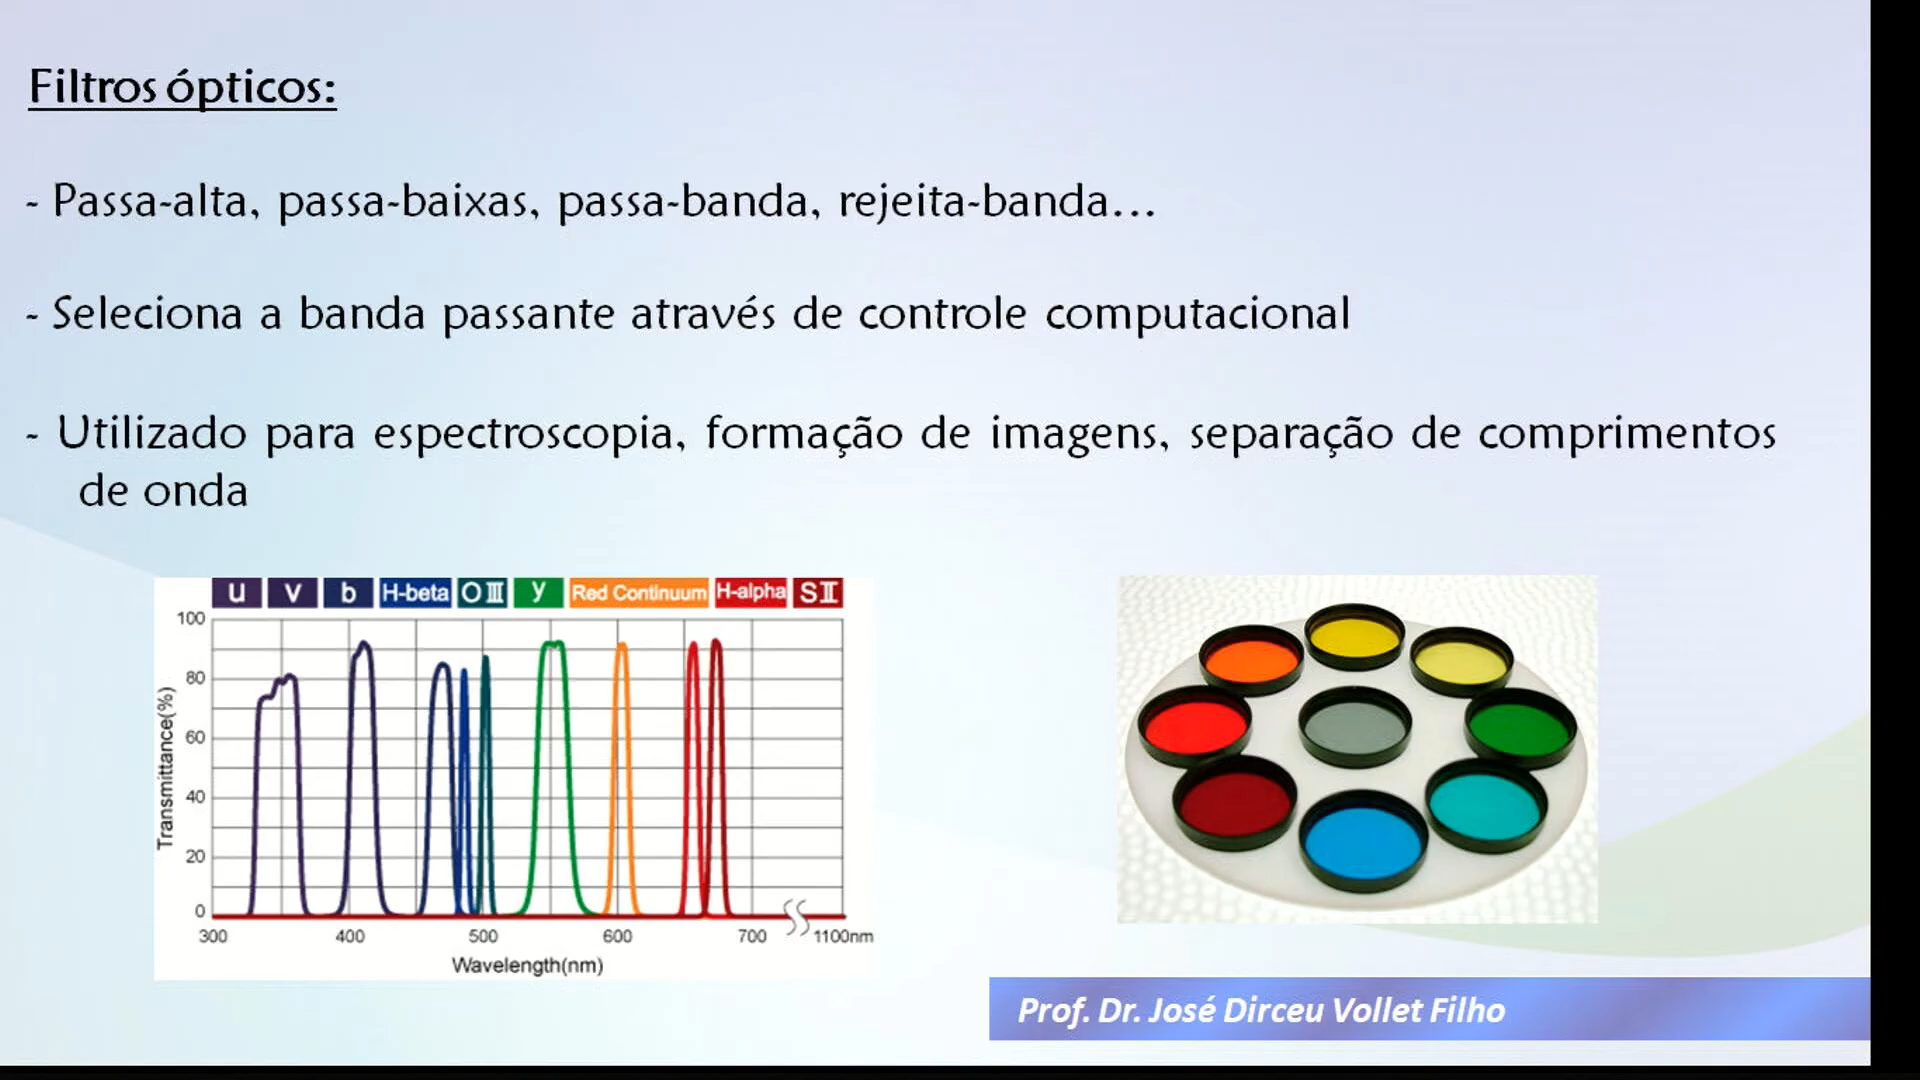 Filtros ópticos:
- Passa-alta, passa-baixas, passa-banda, rejeita-banda...
- Seleciona a banda passante através de controle computacional
- Utilizado para espectroscopia, formação de imagens, separação de comprimentos
de onda
u v b H-beta O III y Red Continuum H-alpha S II
100
80
60
40
20
0
Transmittance(%)
300 400 500 600 700 1100nm
Wavelength(nm)
Prof. Dr. José Dirceu Vollet Filho